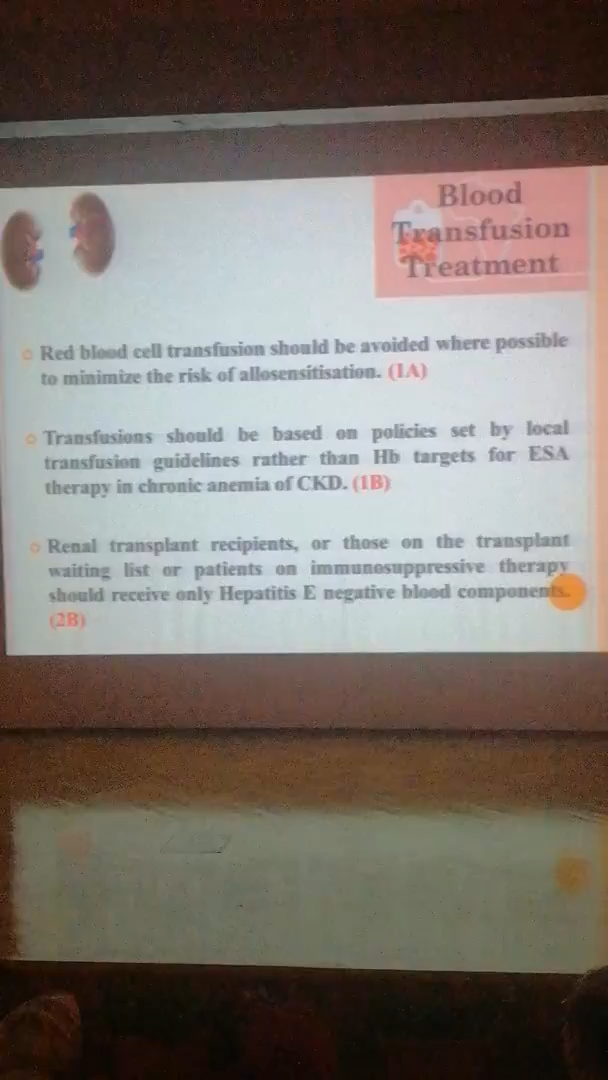 Blood
Transfusion
Treatment
Red blood cell transfusion should be avoided where possible
to minimize the risk of allosensitisation. (1A)
Transfusions should be based on policies set by local
transfusion guidelines rather than Hb targets for ESA
therapy in chronic anemia of CKD. (1B)
Renal transplant recipients, or those on the transplant
waiting list or patients on immunosuppressive therapy
should receive only Hepatitis E negative blood components.
(2B)